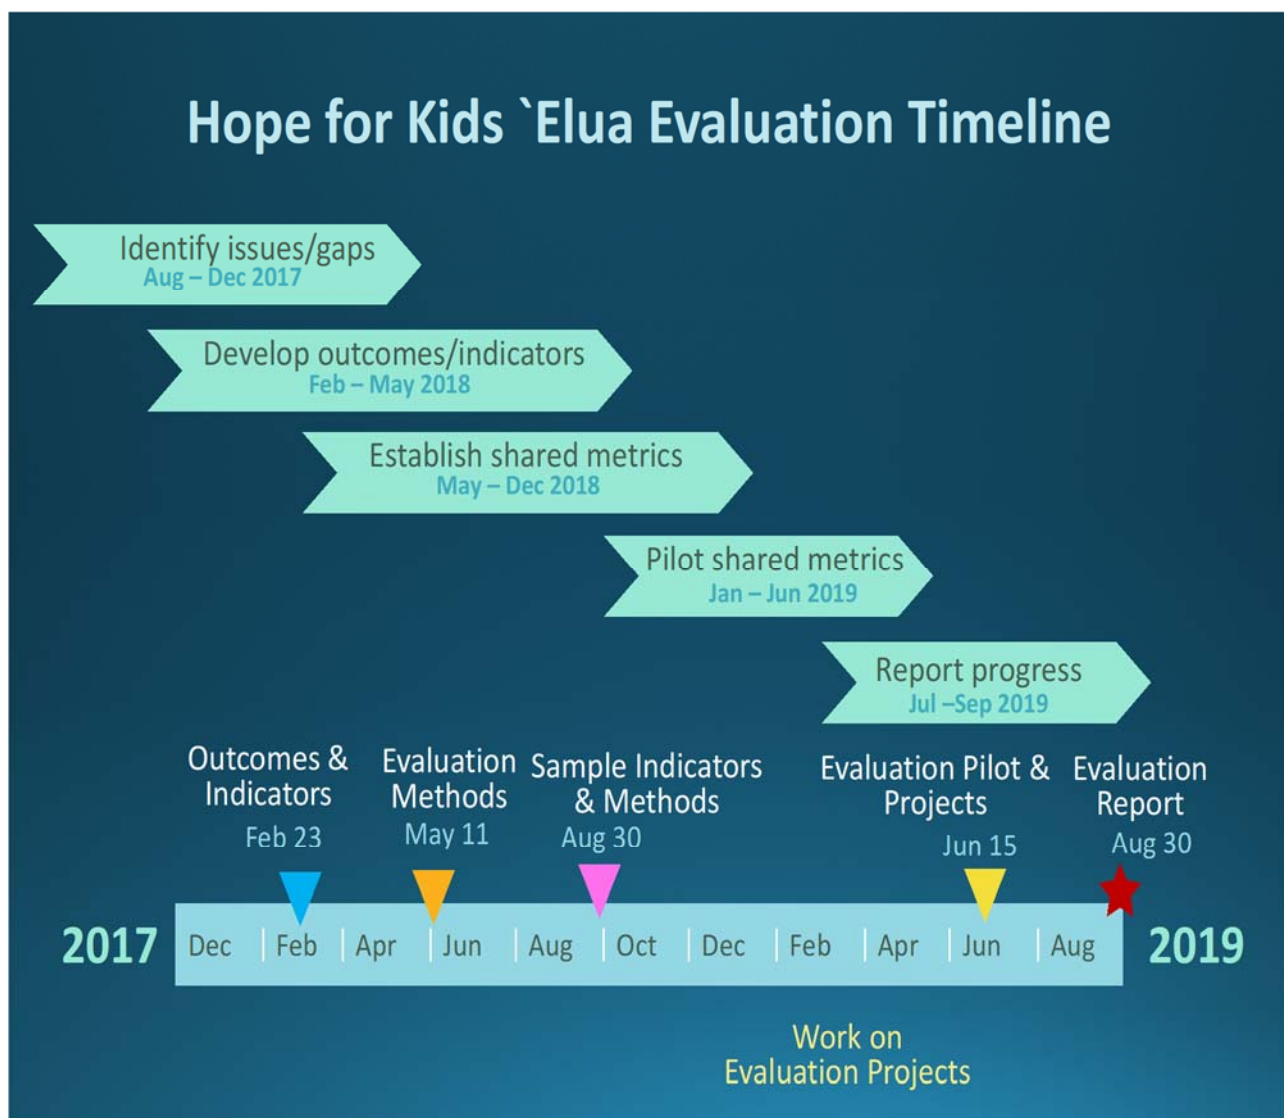 Hope for Kids `Elua Evaluation Timeline
Identify issues/gaps
Aug – Dec 2017
Develop outcomes/indicators
Feb – May 2018
Establish shared metrics
May – Dec 2018
Pilot shared metrics
Jan – Jun 2019
Report progress
Jul –Sep 2019
Outcomes &
Indicators
Feb 23
Evaluation
Methods
May 11
Sample Indicators
& Methods
Aug 30
Evaluation Pilot &
Projects
Jun 15
Evaluation
Report
Aug 30
2017 Dec Feb Apr Jun Aug Oct Dec Feb Apr Jun Aug 2019
Work on
Evaluation Projects